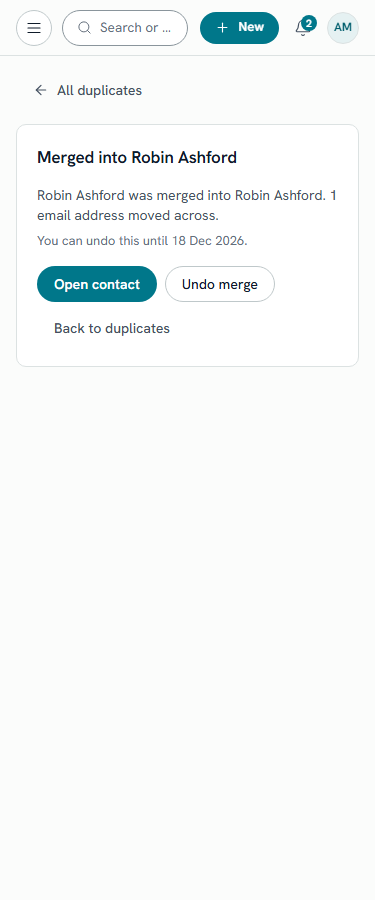 Search or ...
New
2
AM
All duplicates
Merged into Robin Ashford
Robin Ashford was merged into Robin Ashford. 1
email address moved across.
You can undo this until 18 Dec 2026.
Open contact
Undo merge
Back to duplicates